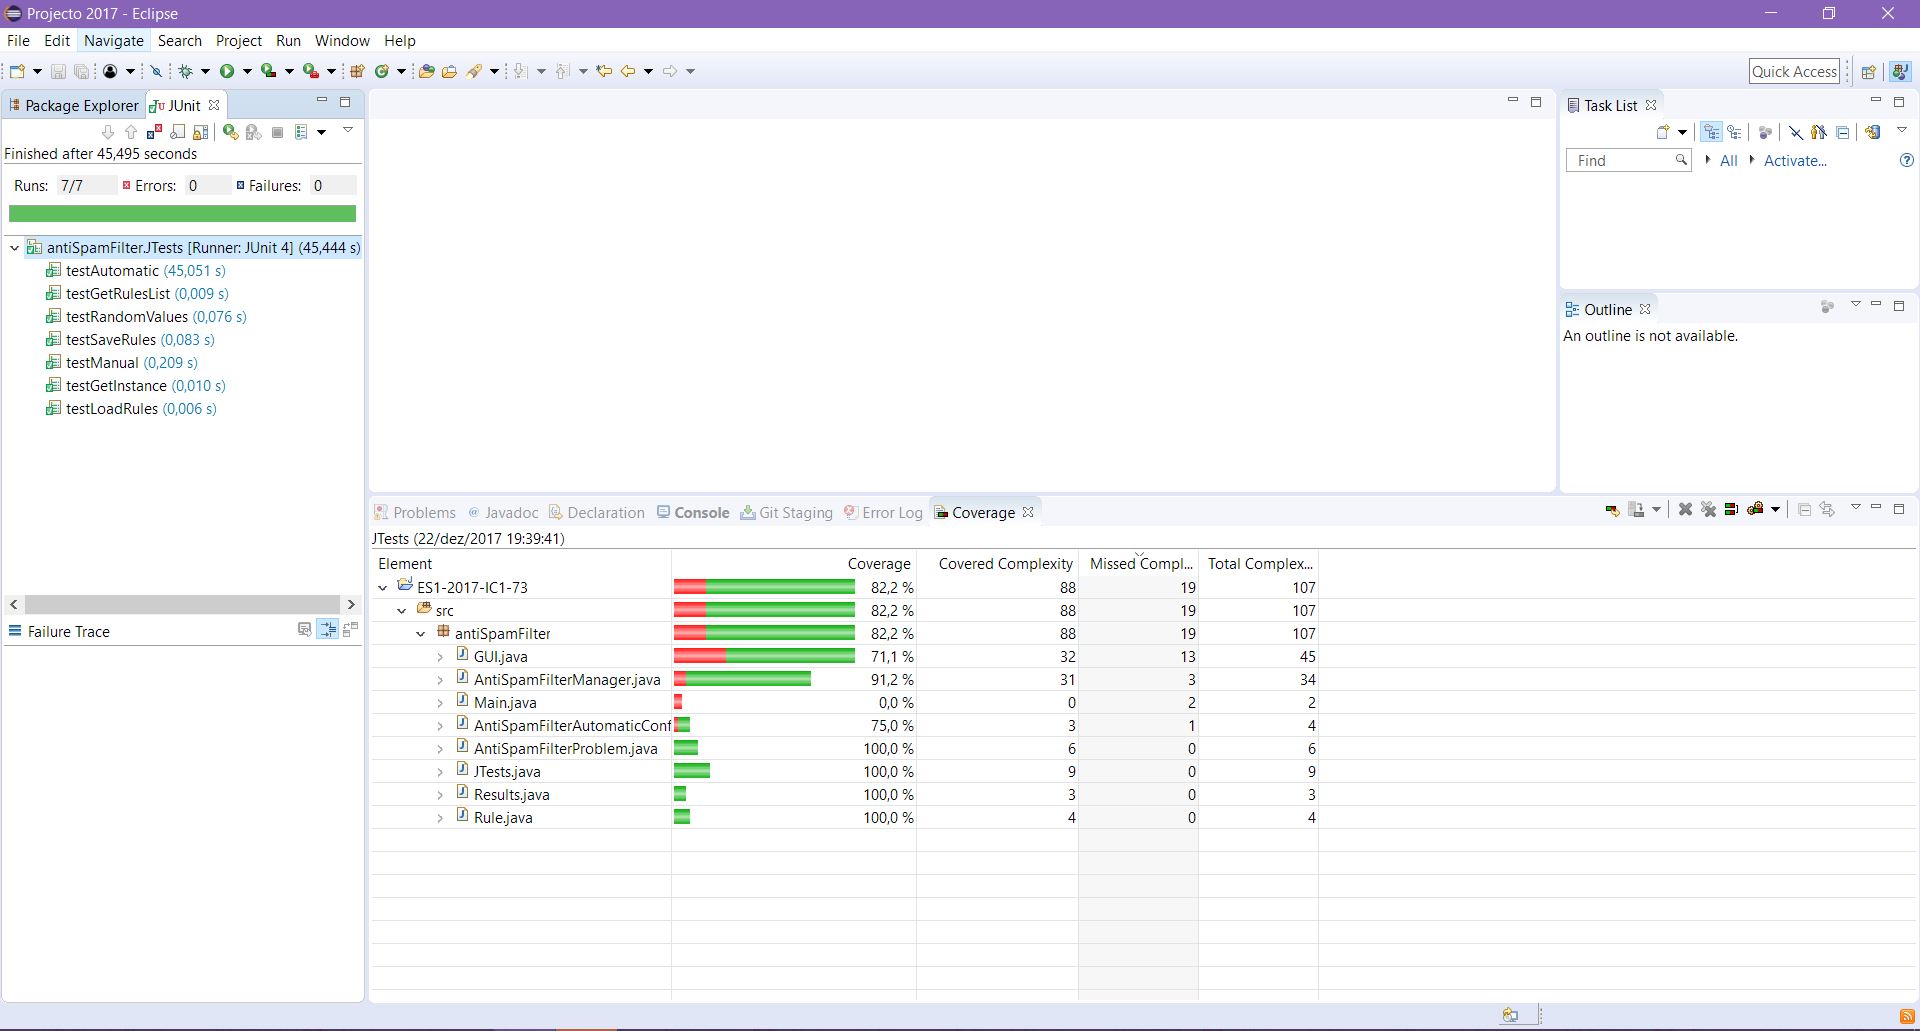 Projecto 2017 - Eclipse
File Edit Navigate Search Project Run Window Help
Quick Access
Package Explorer JUnit
Finished after 45,495 seconds
Runs: 7/7 Errors: 0 Failures: 0
antiSpamFilter.JTests [Runner: JUnit 4] (45,444 s)
testAutomatic (45,051 s)
testGetRulesList (0,009 s)
testRandomValues (0,076 s)
testSaveRules (0,083 s)
testManual (0,209 s)
testGetInstance (0,010 s)
testLoadRules (0,006 s)
Failure Trace
Task List
Find All Activate...
Outline
An outline is not available.
Problems Javadoc Declaration Console Git Staging Error Log Coverage
JTests (22/dez/2017 19:39:41)
Element Coverage Covered Complexity Missed Compl... Total Complex...
ES1-2017-IC1-73 82,2 % 88 19 107
src 82,2 % 88 19 107
antiSpamFilter 82,2 % 88 19 107
GUI.java 71,1 % 32 13 45
AntiSpamFilterManager.java 91,2 % 31 3 34
Main.java 0,0 % 0 2 2
AntiSpamFilterAutomaticConf 75,0 % 3 1 4
AntiSpamFilterProblem.java 100,0 % 6 0 6
JTests.java 100,0 % 9 0 9
Results.java 100,0 % 3 0 3
Rule.java 100,0 % 4 0 4